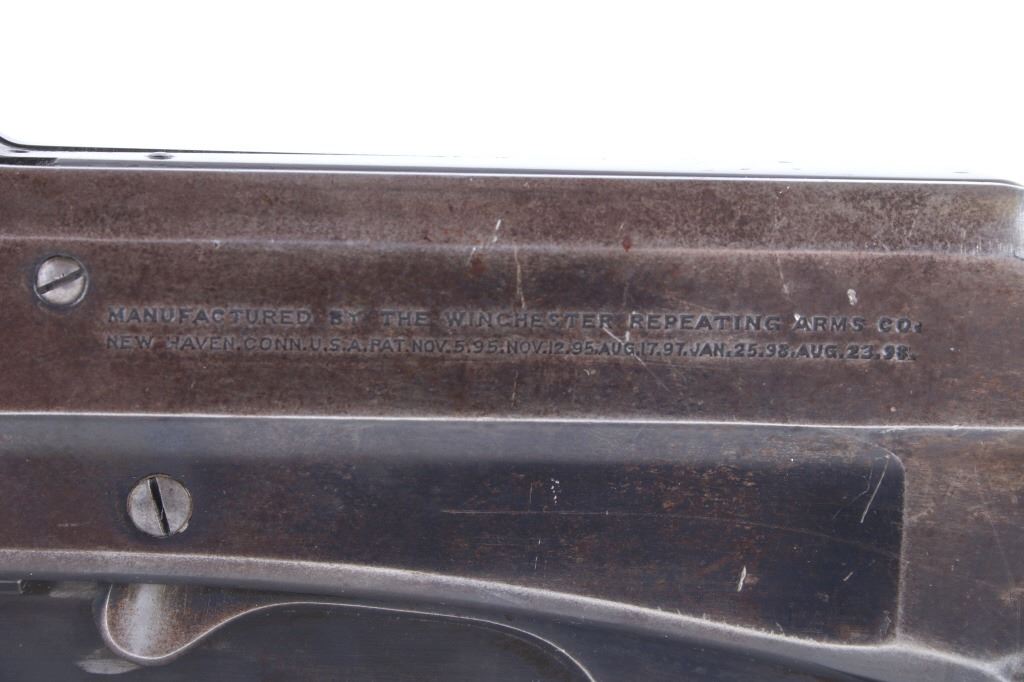 MANUFACTURED BY THE WINCHESTER REPEATING ARMS CO.
NEW HAVEN.CONN.U.S.A.PAT.NOV.5.95.NOV.12.95.AUG.17.97.JAN.25.98.AUG.23.98.